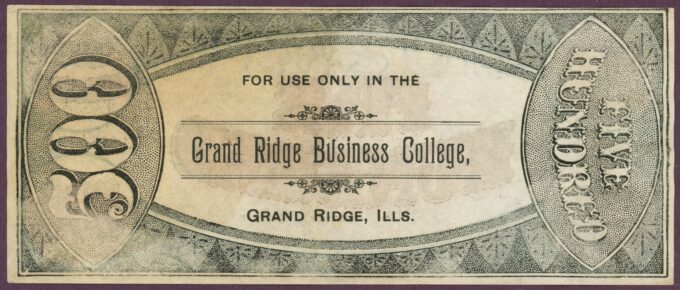 500
FOR USE ONLY IN THE
Grand Ridge Business College,
GRAND RIDGE, ILLS.
FIVE
HUNDRED